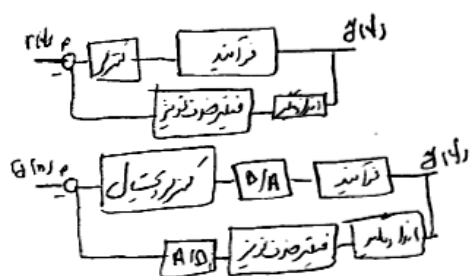 r(t) کنترلر فرآیند y(t)
فیلتر ضد نویز اندازه‌گیر
کنترلر دیجیتال D/A فرآیند y(t)
A/D فیلتر ضد نویز اندازه‌گیر